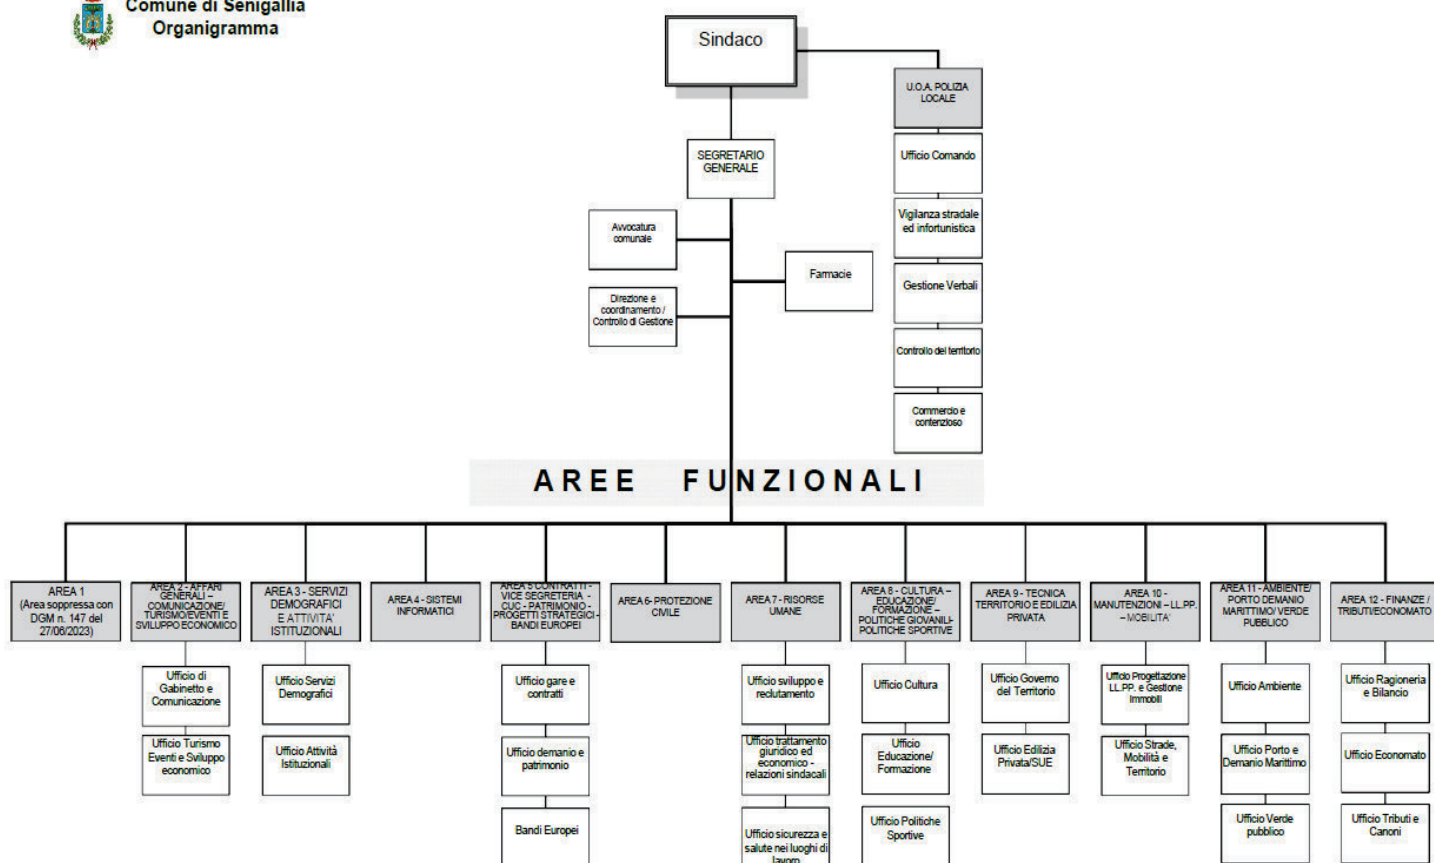 Comune di Senigallia
Organigramma
Sindaco
U.O.A. POLIZIA
LOCALE
SEGRETARIO
GENERALE
Ufficio Comando
Avvocatura
comunale
Vigilanza stradale
ed infortunistica
Farmacie
Gestione Verbali
Direzione e
coordinamento /
Controllo di Gestione
Controllo del territorio
Commercio e
contenzioso
AREE FUNZIONALI
AREA 1
(Area soppressa con
DGM n. 147 del
27/06/2023)
AREA 2 - AFFARI
GENERALI –
COMUNICAZIONE/
TURISMO/EVENTI E
SVILUPPO ECONOMICO
AREA 3 - SERVIZI
DEMOGRAFICI
E ATTIVITA'
ISTITUZIONALI
AREA 4 - SISTEMI
INFORMATICI
AREA 5 CONTRATTI -
VICE SEGRETERIA -
CUC - PATRIMONIO -
PROGETTI STRATEGICI -
BANDI EUROPEI
AREA 6- PROTEZIONE
CIVILE
AREA 7 - RISORSE
UMANE
AREA 8 - CULTURA –
EDUCAZIONE/
FORMAZIONE –
POLITICHE GIOVANILI-
POLITICHE SPORTIVE
AREA 9 - TECNICA
TERRITORIO E EDILIZIA
PRIVATA
AREA 10 -
MANUTENZIONI – LL.PP.
– MOBILITA'
AREA 11 - AMBIENTE/
PORTO DEMANIO
MARITTIMO/ VERDE
PUBBLICO
AREA 12 - FINANZE /
TRIBUTI/ECONOMATO
Ufficio di
Gabinetto e
Comunicazione
Ufficio Servizi
Demografici
Ufficio gare e
contratti
Ufficio sviluppo e
reclutamento
Ufficio Cultura
Ufficio Governo
del Territorio
Ufficio Progettazione
LL.PP. e Gestione
Immobili
Ufficio Ambiente
Ufficio Ragioneria
e Bilancio
Ufficio Turismo
Eventi e Sviluppo
economico
Ufficio Attività
Istituzionali
Ufficio demanio e
patrimonio
Ufficio trattamento
giuridico ed
economico -
relazioni sindacali
Ufficio
Educazione/
Formazione
Ufficio Edilizia
Privata/SUE
Ufficio Strade,
Mobilità e
Territorio
Ufficio Porto e
Demanio Marittimo
Ufficio Economato
Bandi Europei
Ufficio sicurezza e
salute nei luoghi di
lavoro
Ufficio Politiche
Sportive
Ufficio Verde
pubblico
Ufficio Tributi e
Canoni